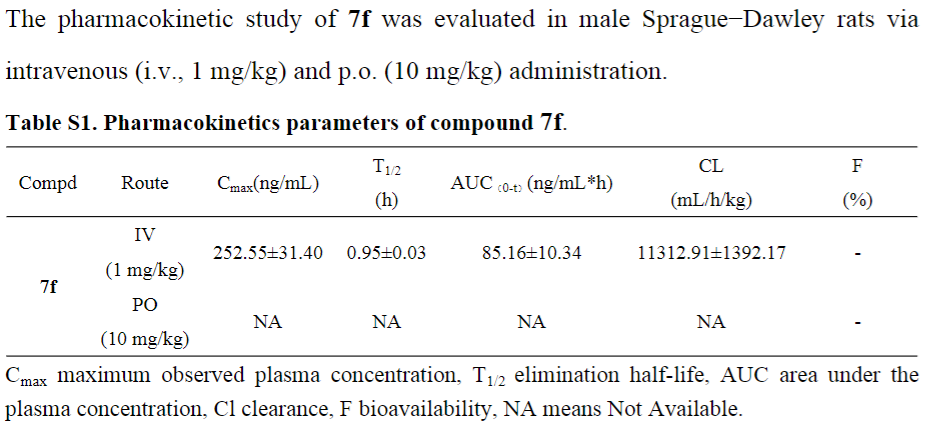 The pharmacokinetic study of 7f was evaluated in male Sprague−Dawley rats via
intravenous (i.v., 1 mg/kg) and p.o. (10 mg/kg) administration.
Table S1. Pharmacokinetics parameters of compound 7f.
Compd Route Cmax(ng/mL) T1/2 (h) AUC (0-t) (ng/mL*h) CL (mL/h/kg) F (%)
7f IV (1 mg/kg) 252.55±31.40 0.95±0.03 85.16±10.34 11312.91±1392.17 -
PO (10 mg/kg) NA NA NA NA -
Cmax maximum observed plasma concentration, T1/2 elimination half-life, AUC area under the
plasma concentration, Cl clearance, F bioavailability, NA means Not Available.